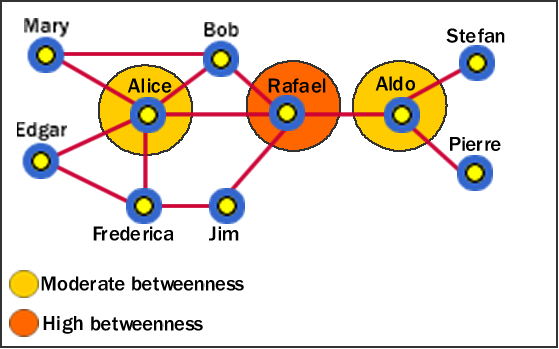 Mary
Bob
Stefan
Alice
Rafael
Aldo
Edgar
Pierre
Frederica
Jim
Moderate betweenness
High betweenness